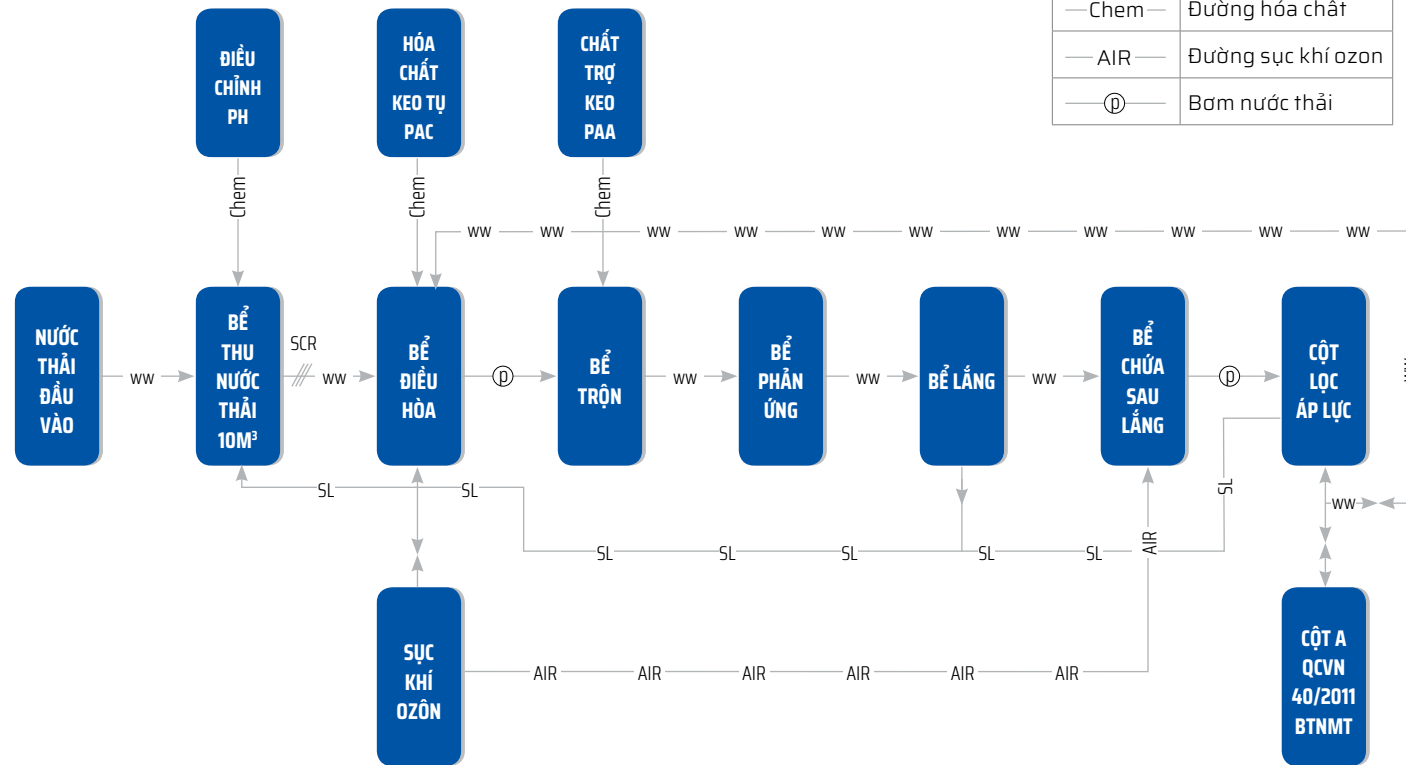 Chem Đường hóa chất
AIR Đường sục khí ozon
p Bơm nước thải
ĐIỀU
CHỈNH
PH
HÓA
CHẤT
KEO TỤ
PAC
CHẤT
TRỢ
KEO
PAA
Chem
Chem
Chem
WW WW WW WW WW WW WW WW WW WW WW
NƯỚC
THẢI
ĐẦU
VÀO
WW
BỂ
THU
NƯỚC
THẢI
10M³
SCR
WW
BỂ
ĐIỀU
HÒA
p
BỂ
TRỘN
WW
BỂ
PHẢN
ỨNG
WW
BỂ LẮNG
WW
BỂ
CHỨA
SAU
LẮNG
p
CỘT
LỌC
ÁP LỰC
WW
SL SL
SL
WW
SL SL SL SL SL
AIR
SỤC
KHÍ
OZÔN
AIR AIR AIR AIR AIR AIR
CỘT A
QCVN
40/2011
BTNMT